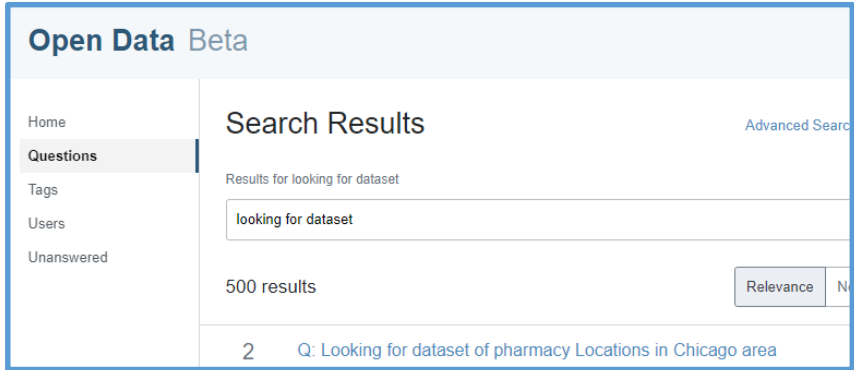 Open Data Beta
Home
Questions
Tags
Users
Unanswered
Search Results
Advanced Searc
Results for looking for dataset
looking for dataset
500 results
Relevance
2 Q: Looking for dataset of pharmacy Locations in Chicago area